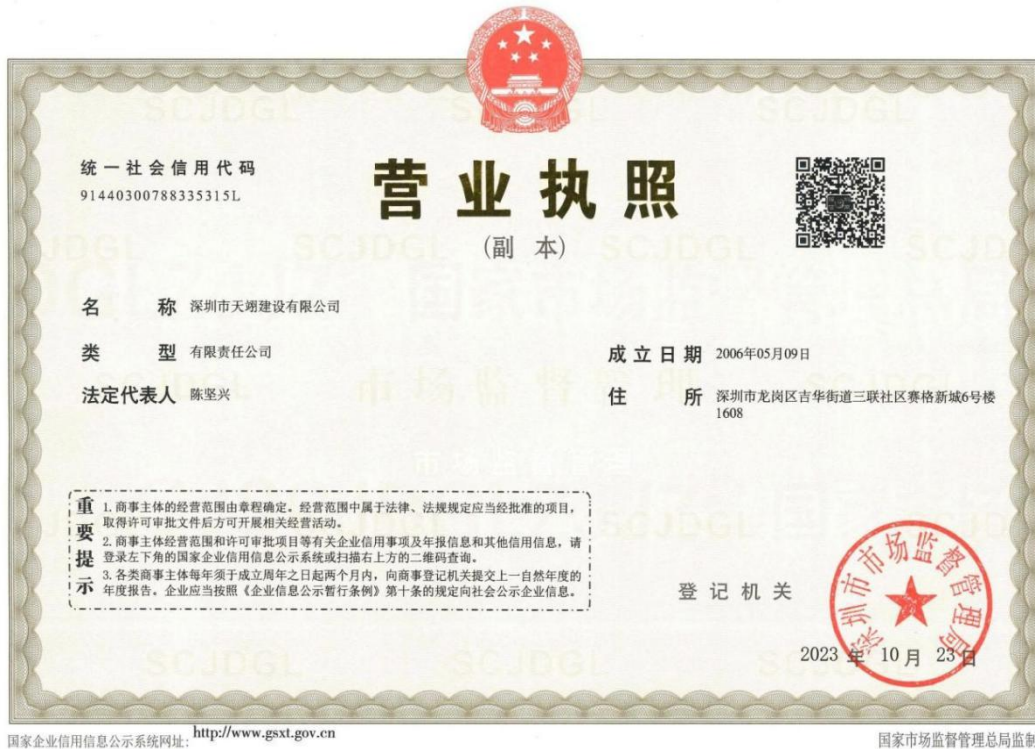 统一社会信用代码
91440300788335315L
营业执照
(副 本)
名 称 深圳市天翊建设有限公司
类 型 有限责任公司
成立日期 2006年05月09日
法定代表人 陈坚兴
住 所 深圳市龙岗区吉华街道三联社区赛格新城6号楼
1608
重要提示
1. 商事主体的经营范围由章程确定。经营范围中属于法律、法规规定应当经批准的项目,
取得许可审批文件后方可开展相关经营活动。
2. 商事主体经营范围和许可审批项目等有关企业信用事项及年报信息和其他信用信息，请
登录左下角的国家企业信用信息公示系统或扫描右上方的二维码查询。
3. 各类商事主体每年须于成立周年之日起两个月内，向商事登记机关提交上一自然年度的
年度报告。企业应当按照《企业信息公示暂行条例》第十条的规定向社会公示企业信息。
登记机关
深圳市市场监督管理局
2023 年 10 月 23 日
国家企业信用信息公示系统网址: http://www.gsxt.gov.cn
国家市场监督管理总局监制